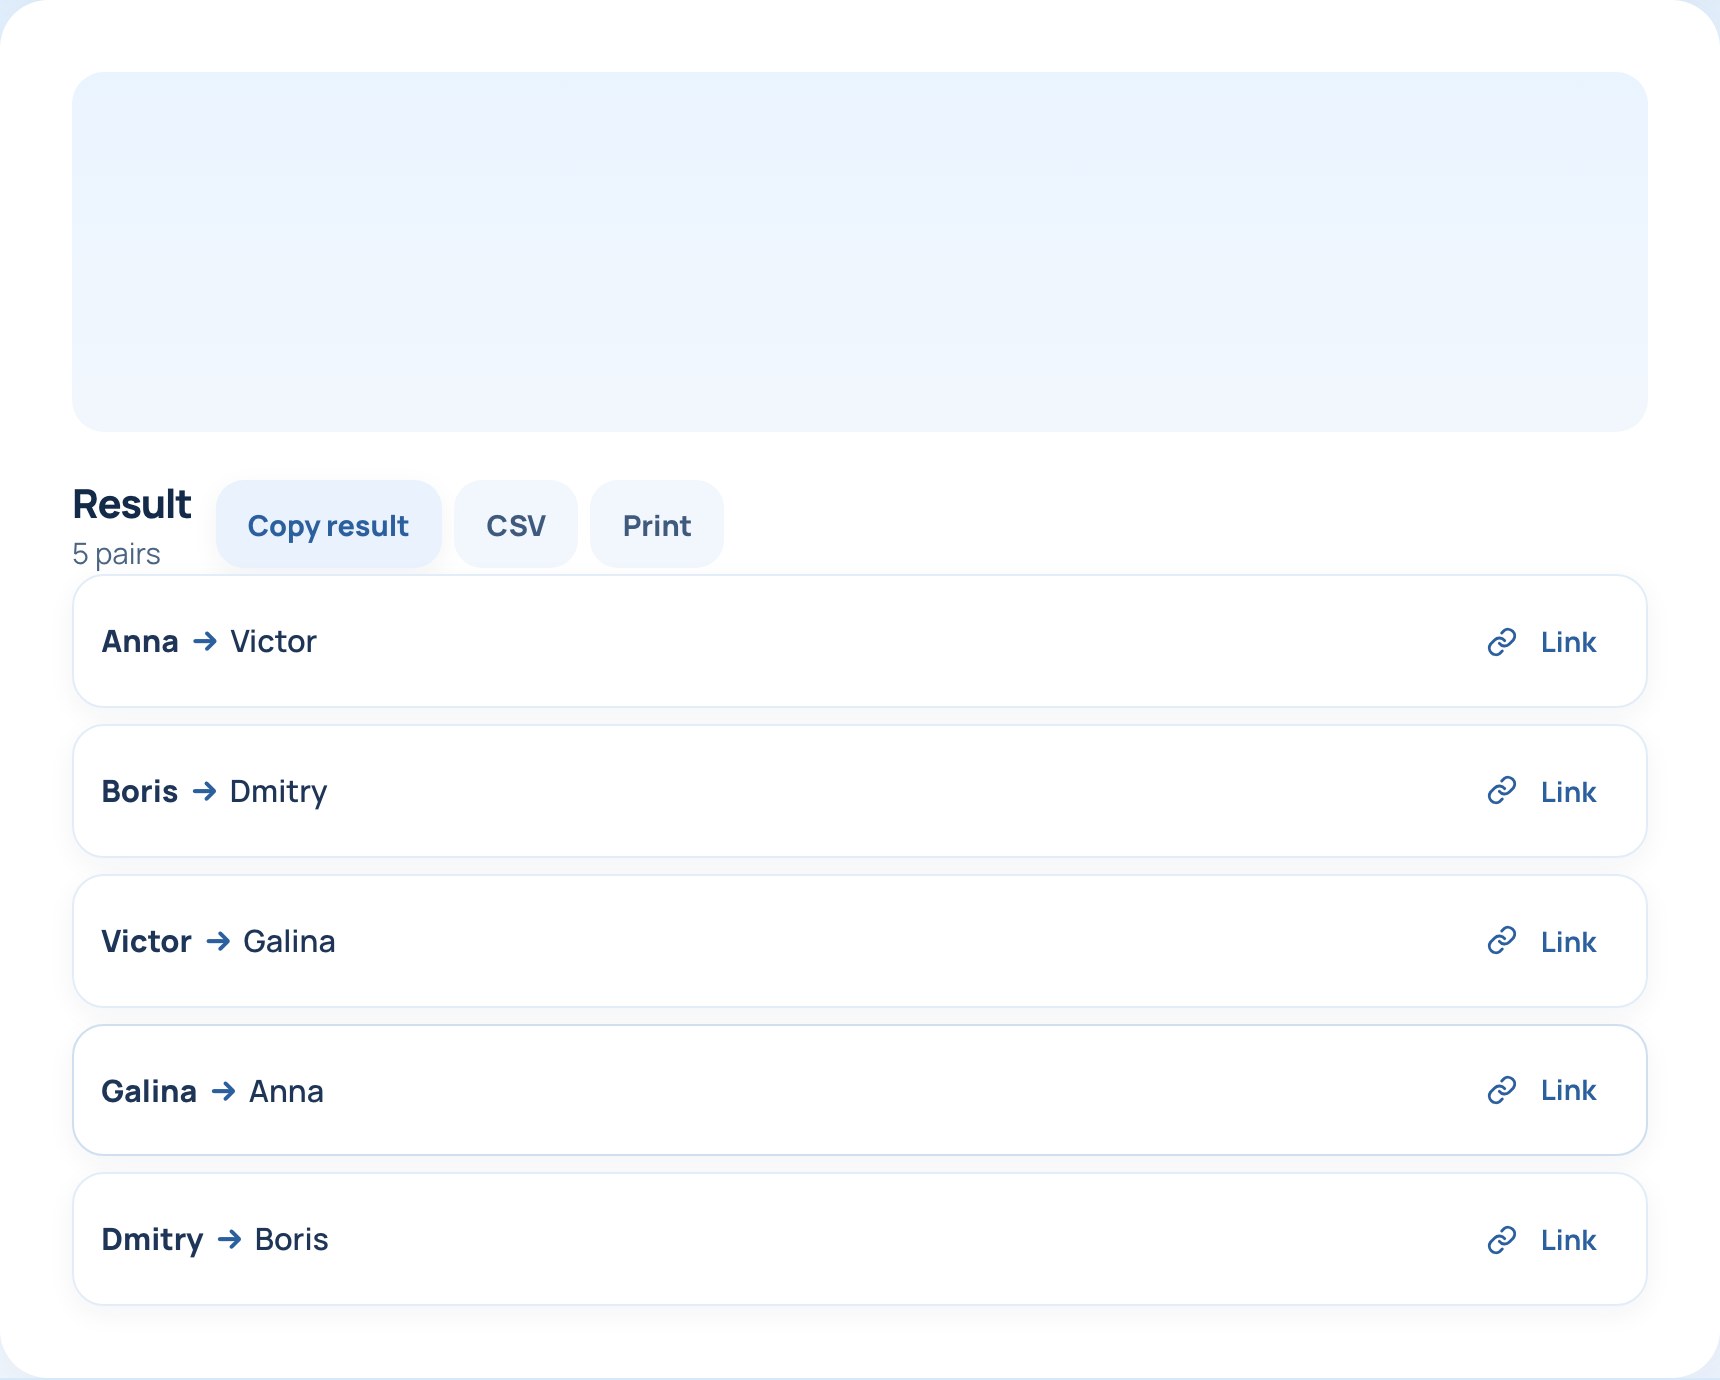 Result
5 pairs
Copy result
CSV
Print
Anna → Victor
Link
Boris → Dmitry
Link
Victor → Galina
Link
Galina → Anna
Link
Dmitry → Boris
Link